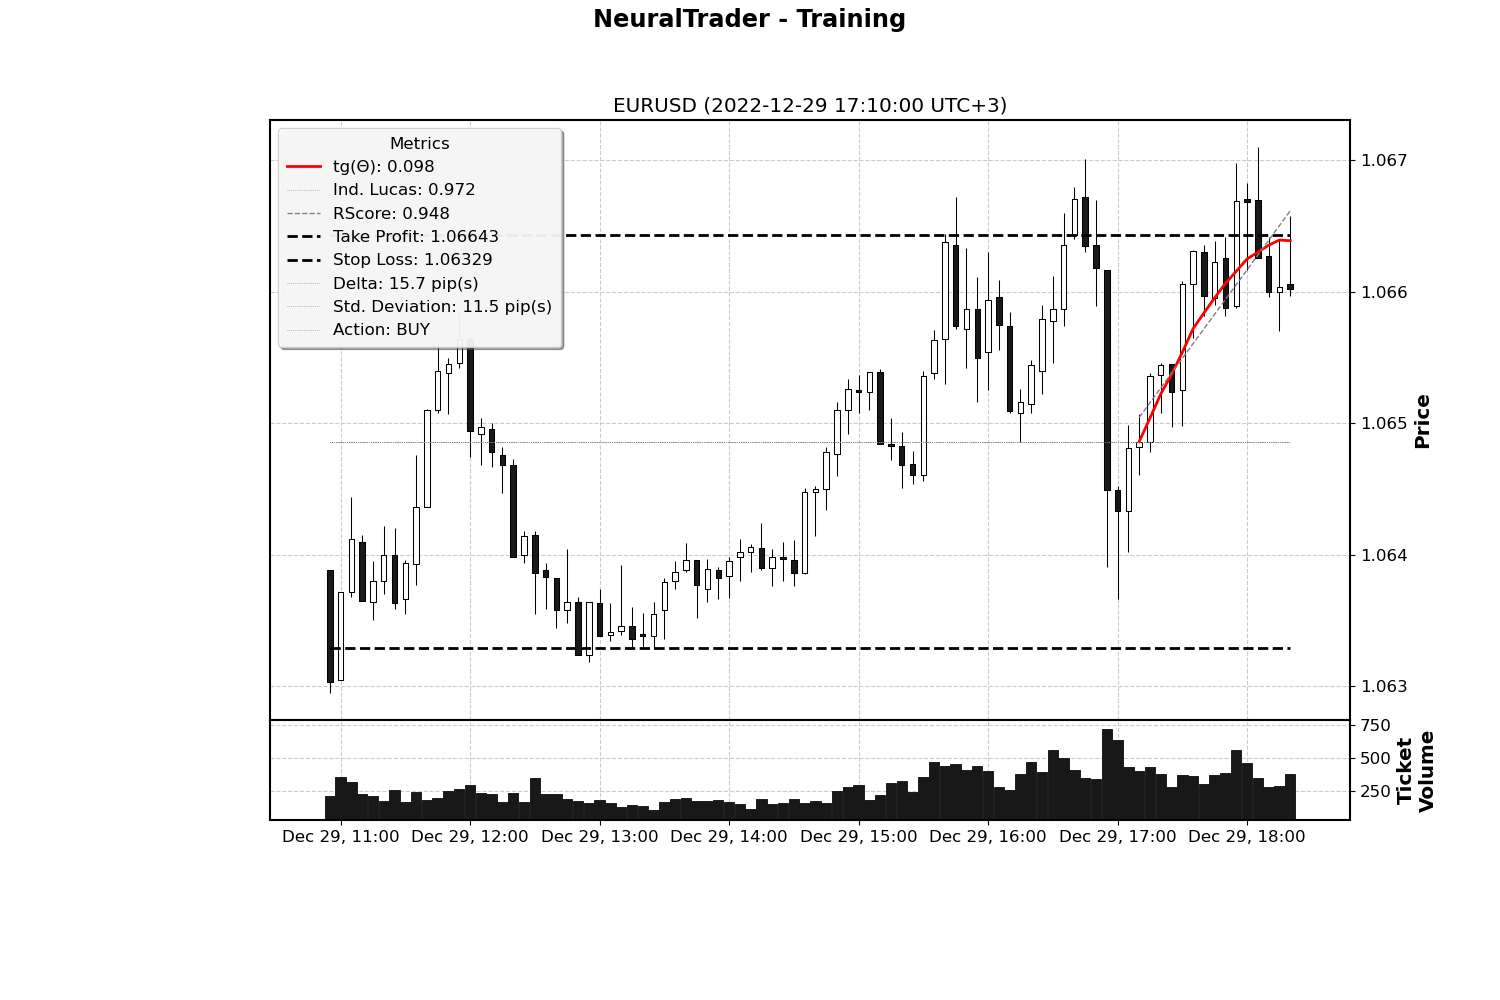 NeuralTrader - Training
EURUSD (2022-12-29 17:10:00 UTC+3)
Metrics
tg(Θ): 0.098
Ind. Lucas: 0.972
RScore: 0.948
Take Profit: 1.06643
Stop Loss: 1.06329
Delta: 15.7 pip(s)
Std. Deviation: 11.5 pip(s)
Action: BUY
1.067
1.066
1.065
1.064
1.063
Price
750
500
250
Ticket
Volume
Dec 29, 11:00
Dec 29, 12:00
Dec 29, 13:00
Dec 29, 14:00
Dec 29, 15:00
Dec 29, 16:00
Dec 29, 17:00
Dec 29, 18:00